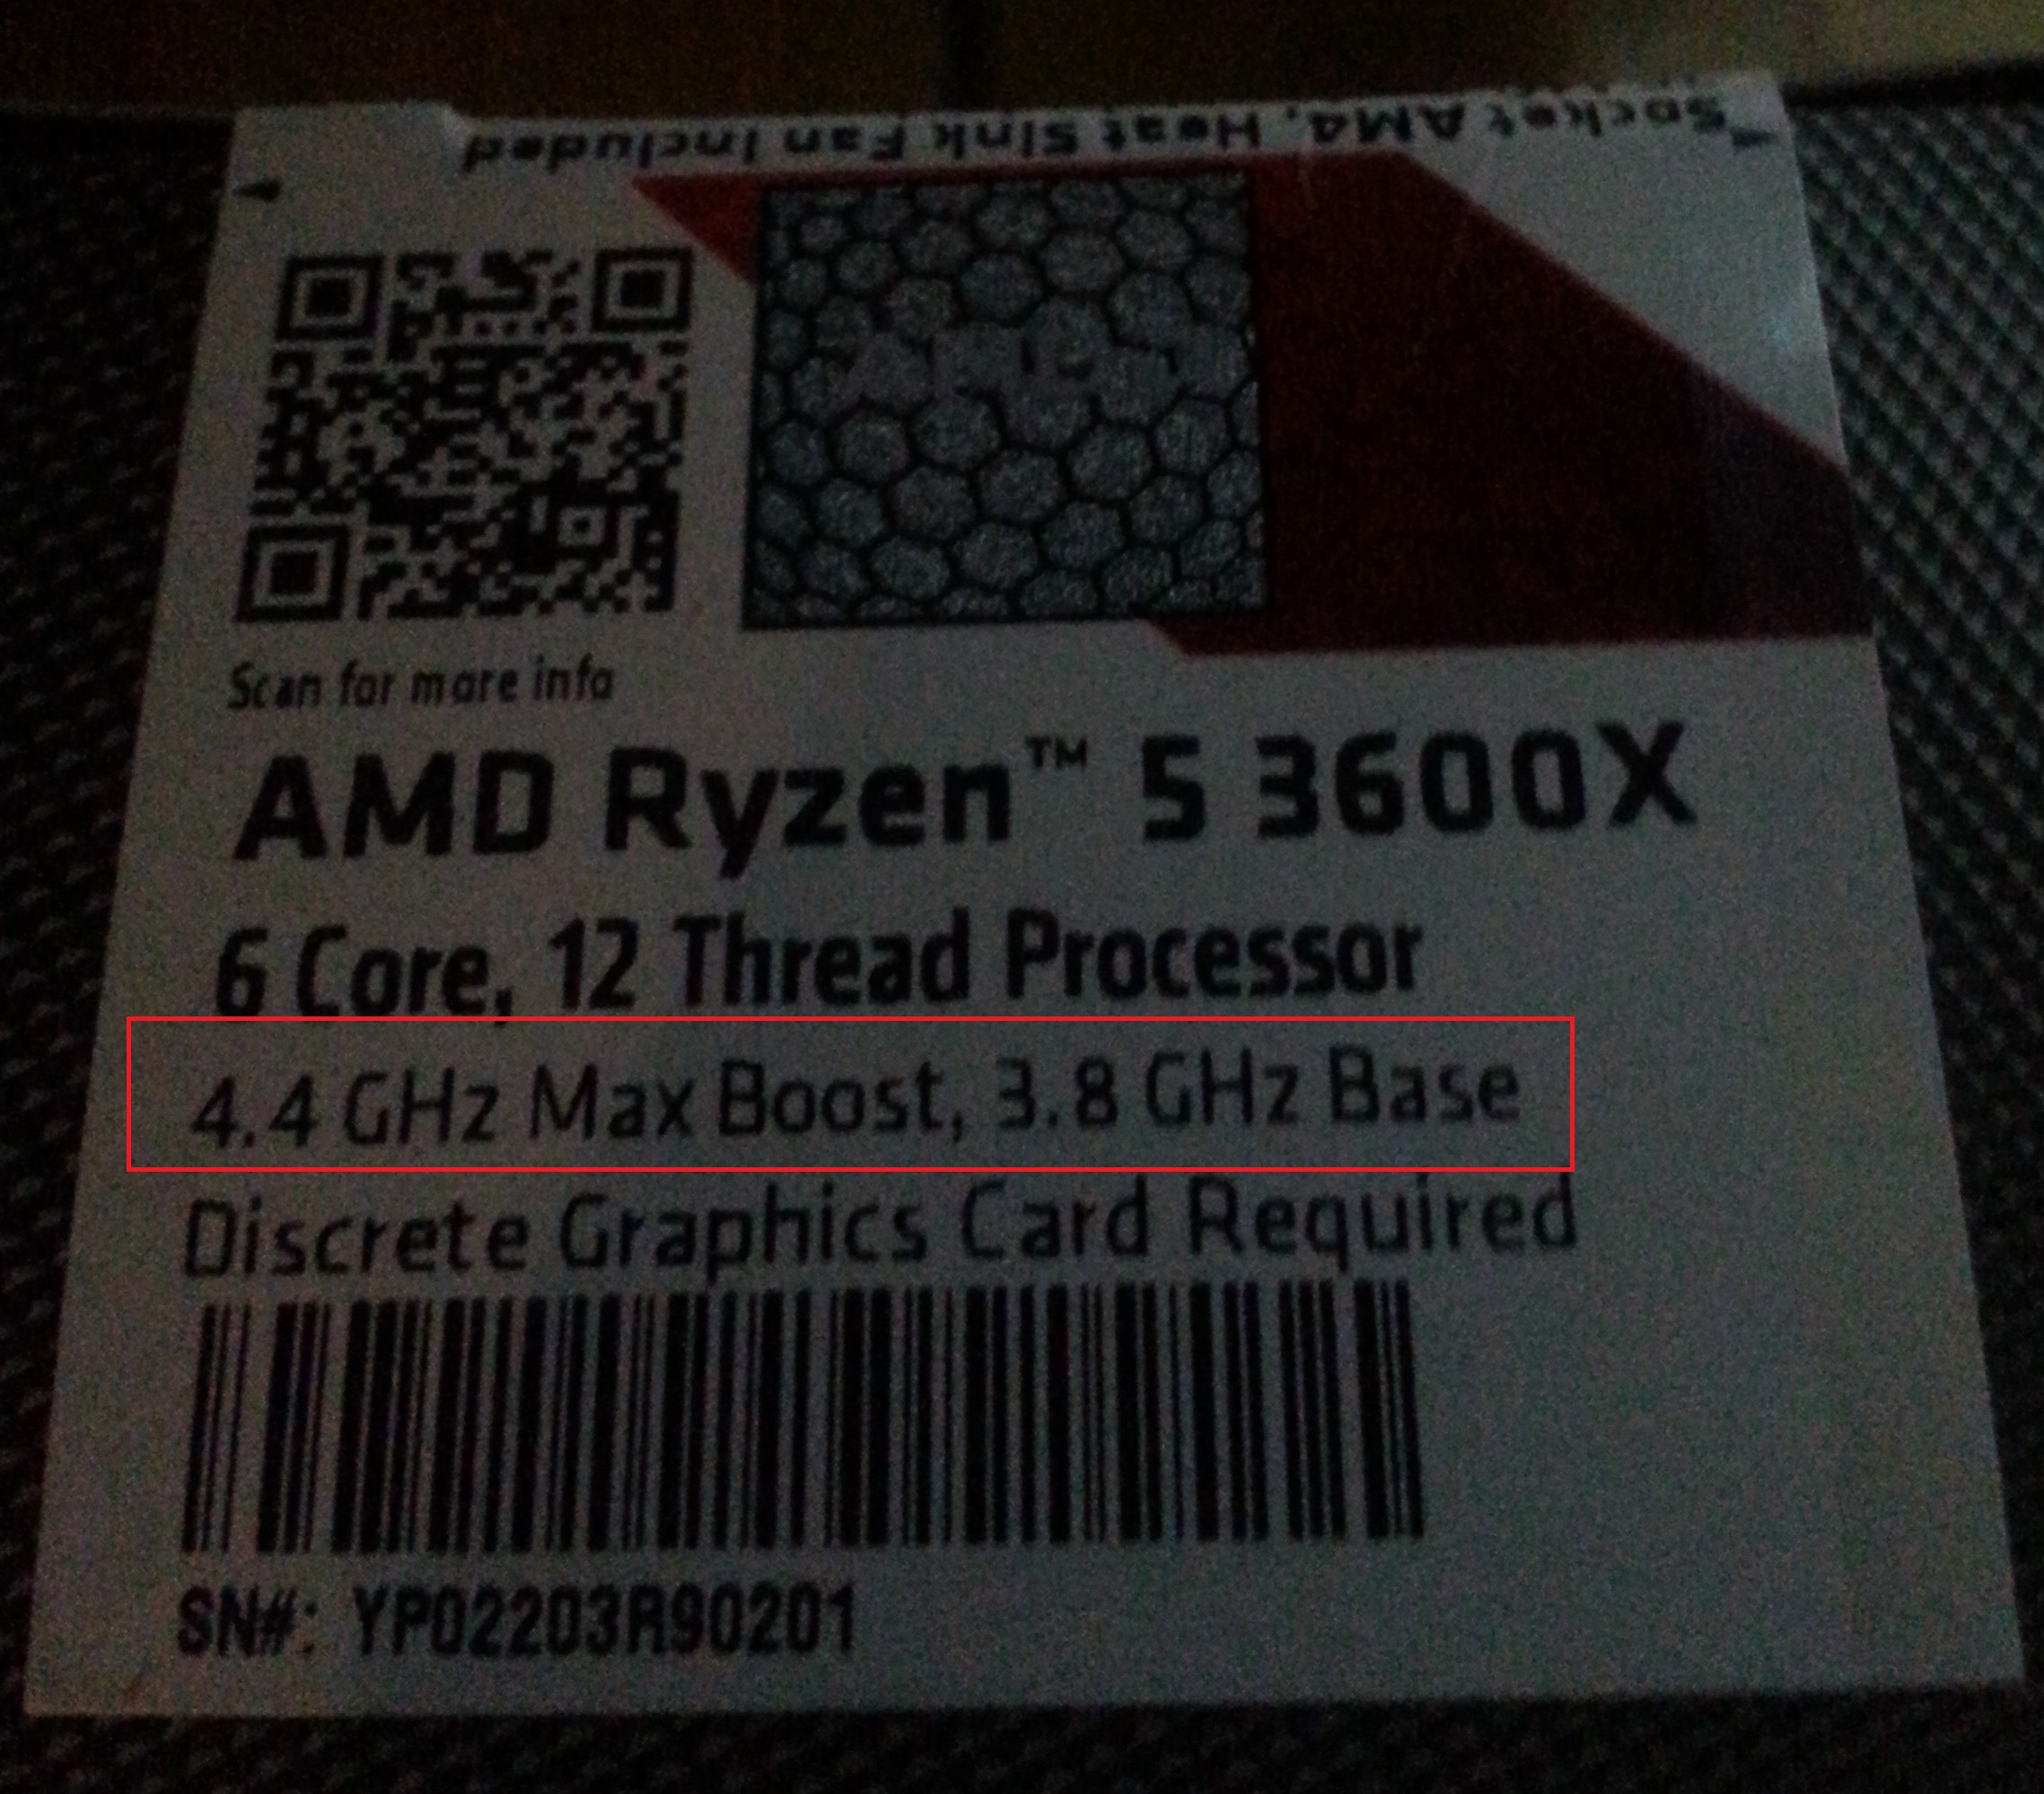 Socket AM4, Heat Sink Fan Included
Scan for more info
AMD Ryzen™ 5 3600X
6 Core, 12 Thread Processor
4.4 GHz Max Boost, 3.8 GHz Base
Discrete Graphics Card Required
SN#: YP02203R90201